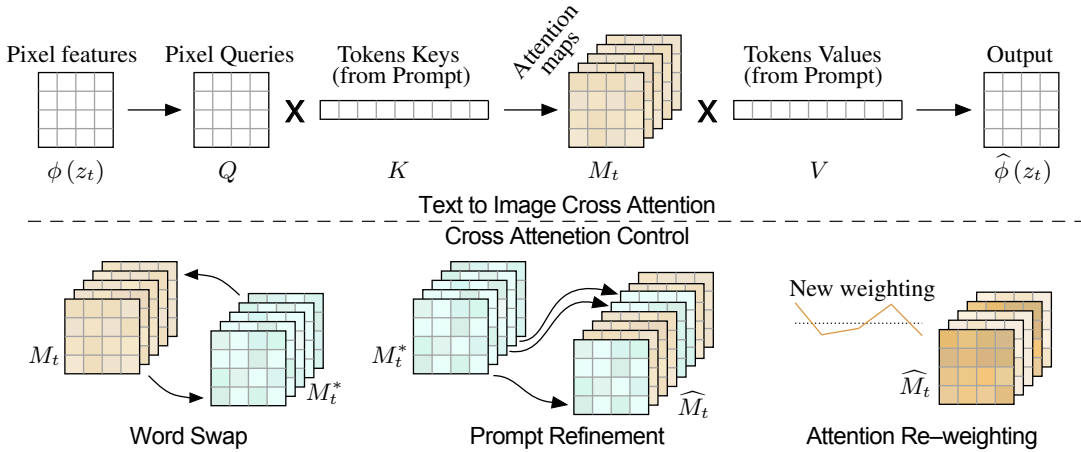 Pixel features
Pixel Queries
Tokens Keys
(from Prompt)
Attention
maps
Tokens Values
(from Prompt)
Output
X
X
ϕ (z_t)
Q
K
M_t
V
ϕ̂ (z_t)
Text to Image Cross Attention
Cross Attenetion Control
M_t
M_t^*
Word Swap
M_t^*
M̂_t
Prompt Refinement
New weighting
M̂_t
Attention Re–weighting